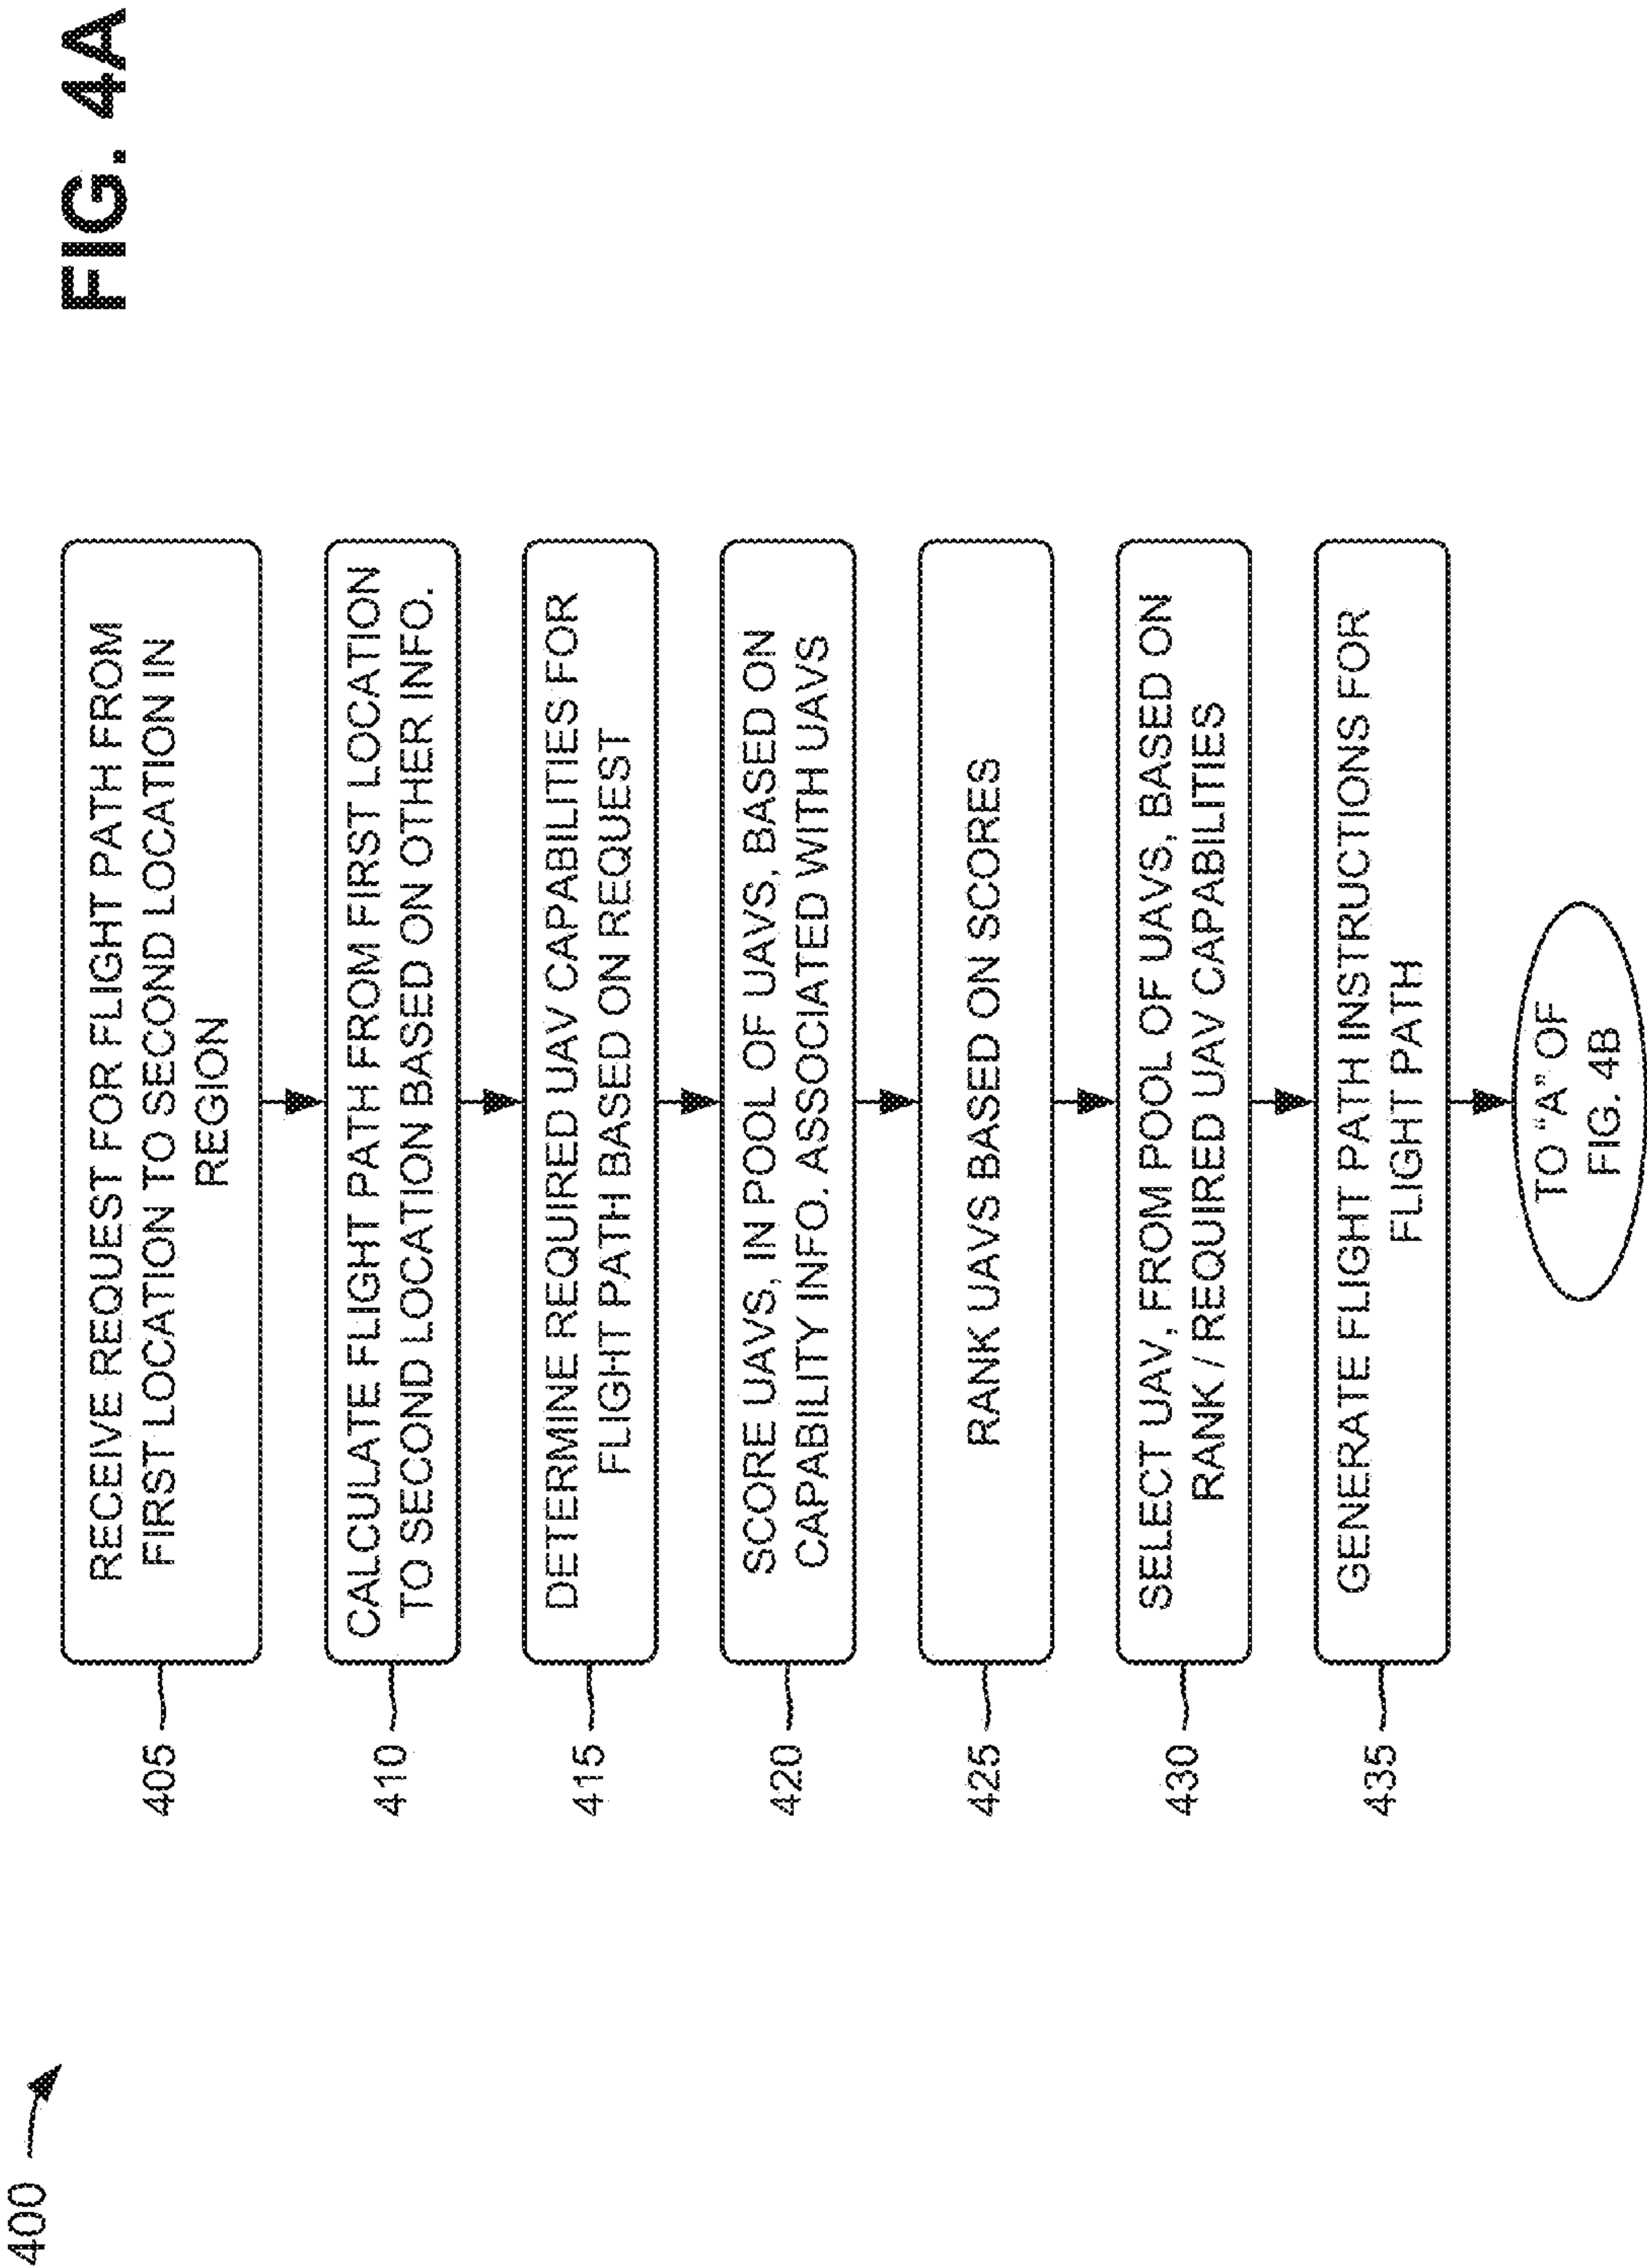 400
FIG. 4A
405
RECEIVE REQUEST FOR FLIGHT PATH FROM
FIRST LOCATION TO SECOND LOCATION IN
REGION
410
CALCULATE FLIGHT PATH FROM FIRST LOCATION
TO SECOND LOCATION BASED ON OTHER INFO.
415
DETERMINE REQUIRED UAV CAPABILITIES FOR
FLIGHT PATH BASED ON REQUEST
420
SCORE UAVS, IN POOL OF UAVS, BASED ON
CAPABILITY INFO. ASSOCIATED WITH UAVS
425
RANK UAVS BASED ON SCORES
430
SELECT UAV, FROM POOL OF UAVS, BASED ON
RANK / REQUIRED UAV CAPABILITIES
435
GENERATE FLIGHT PATH INSTRUCTIONS FOR
FLIGHT PATH
TO “A” OF
FIG. 4B